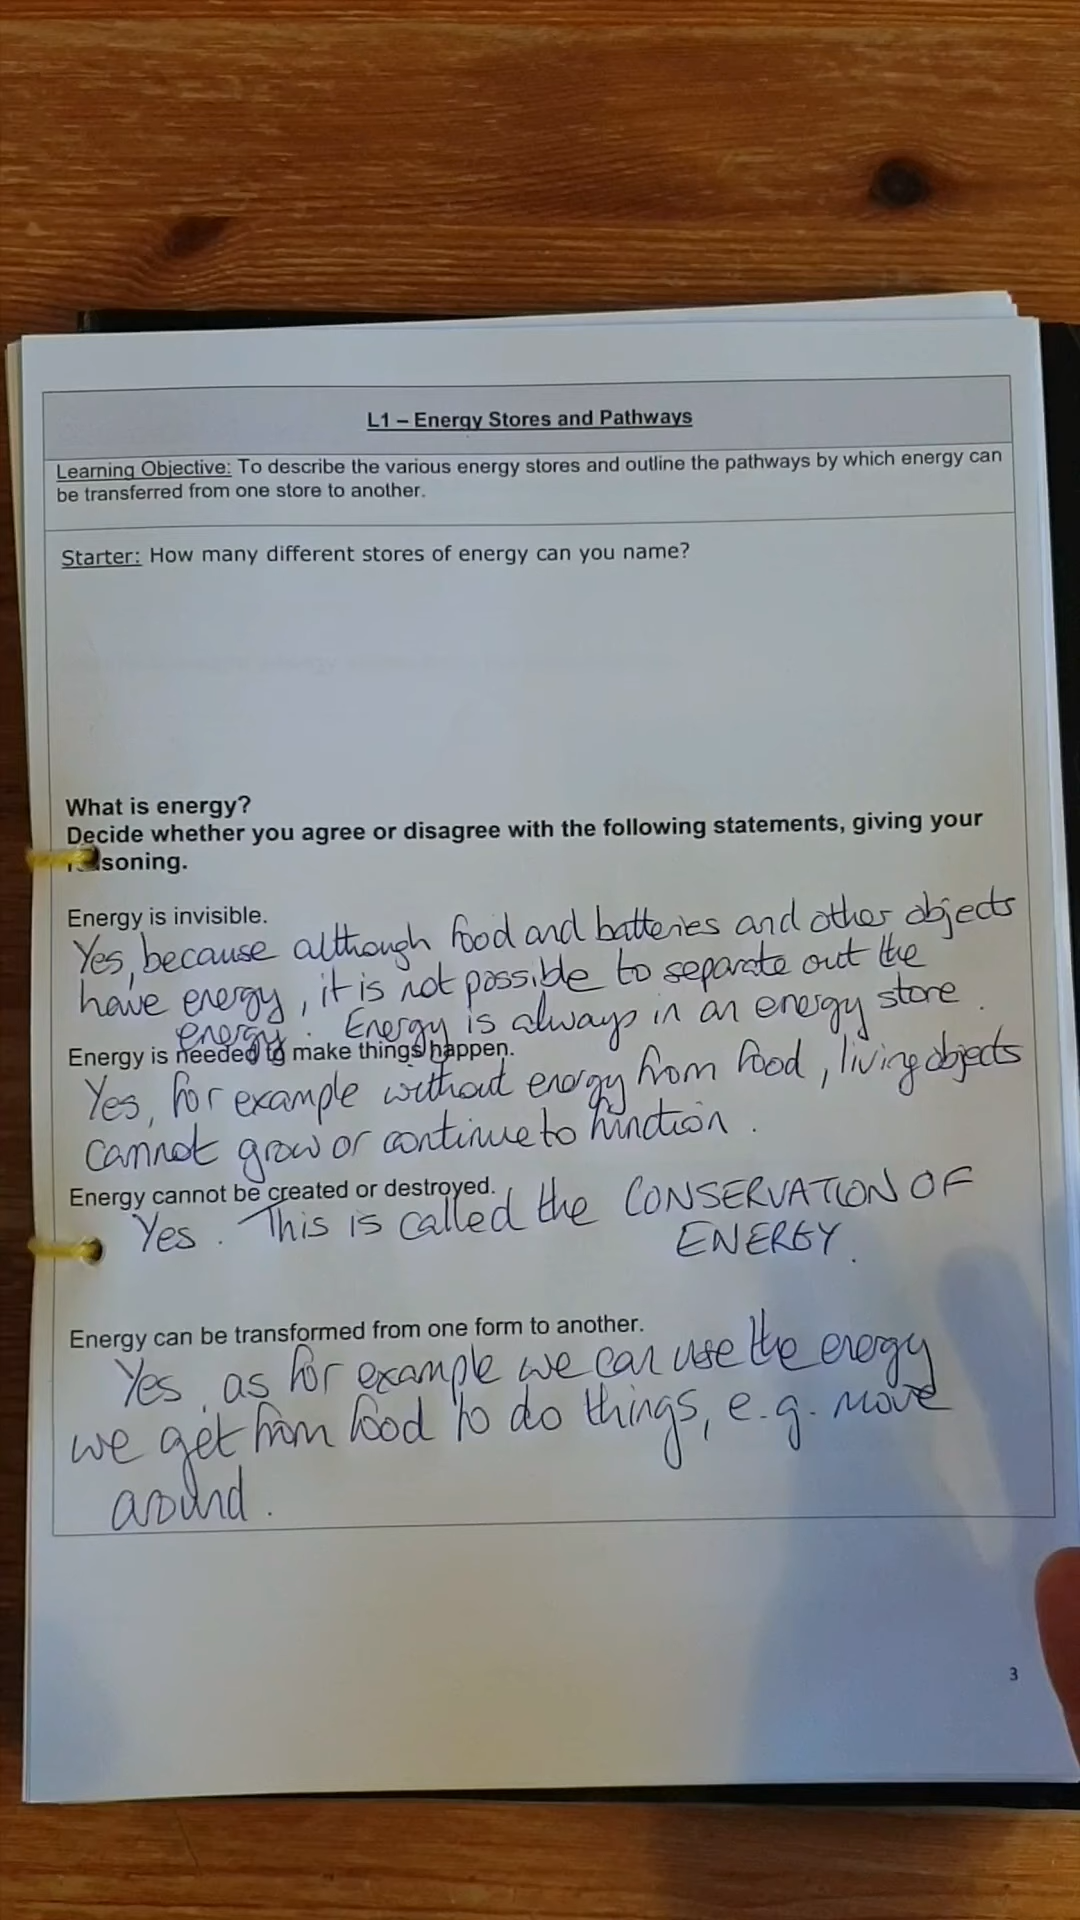 L1 – Energy Stores and Pathways
Learning Objective: To describe the various energy stores and outline the pathways by which energy can
be transferred from one store to another.
Starter: How many different stores of energy can you name?
What is energy?
Decide whether you agree or disagree with the following statements, giving your
reasoning.
Energy is invisible.
Yes, because although food and batteries and other objects
have energy, it is not possible to separate out the
energy. Energy is always in an energy store.
Energy is needed to make things happen.
Yes, for example without energy from food, living objects
cannot grow or continue to function.
Energy cannot be created or destroyed.
Yes. This is called the CONSERVATION OF
ENERGY.
Energy can be transformed from one form to another.
Yes, as for example we can use the energy
we get from food to do things, e.g. move
around.
3